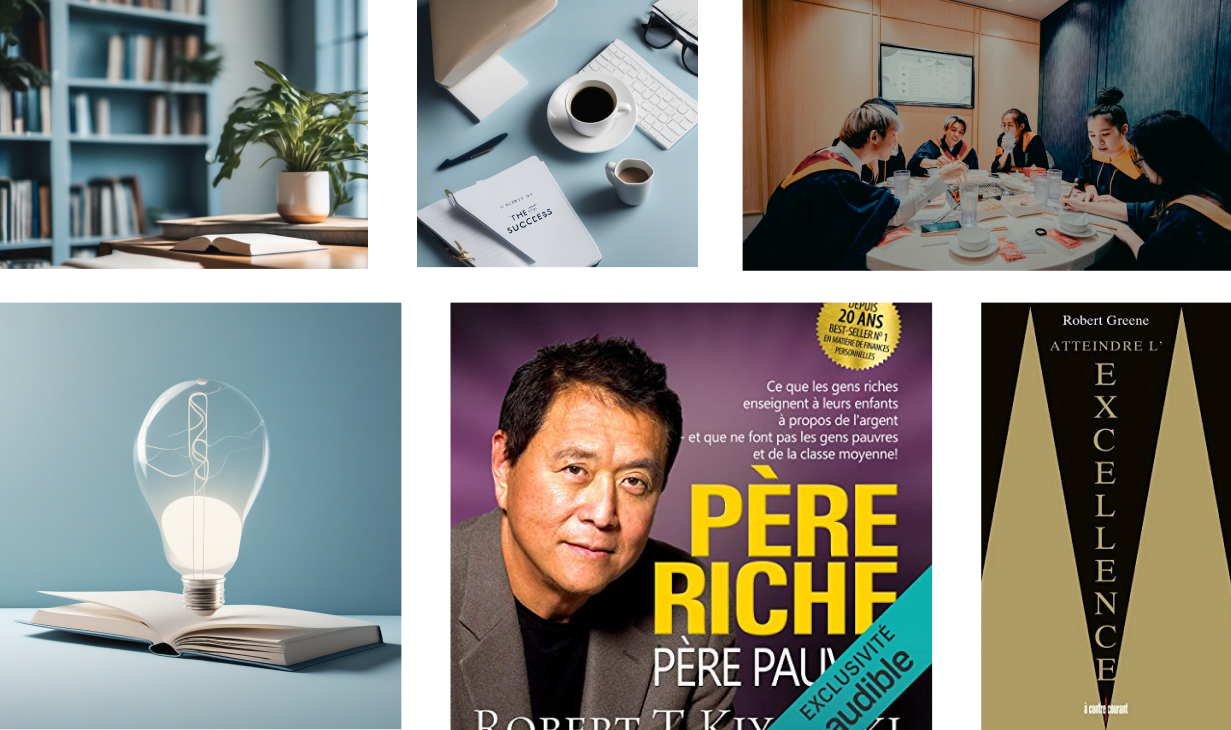 THE
SUCCESS
DEPUIS
20 ANS
BEST-SELLER N° 1
EN MATIÈRE DE FINANCES
PERSONNELLES
Ce que les gens riches
enseignent à leurs enfants
à propos de l'argent
- et que ne font pas les gens pauvres
et de la classe moyenne!
PÈRE
RICHE
PÈRE
EXCLUSIVITÉ
audible
ROBERT T.
Robert Greene
ATTEINDRE L'
EXCELLENCE
à contre courant